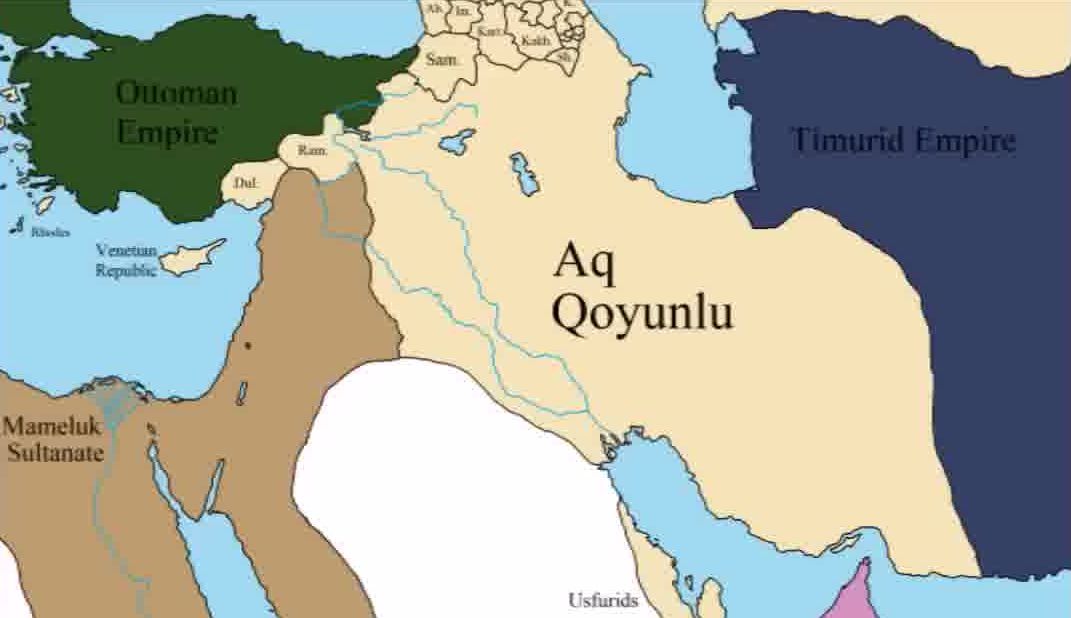 Ab.
Im.
K.
Kart.
Kakh.
Sam.
Sh.
Ottoman
Empire
Timurid Empire
Ram.
Dul.
Rhodes
Venetian
Republic
Aq
Qoyunlu
Mameluk
Sultanate
Usfurids